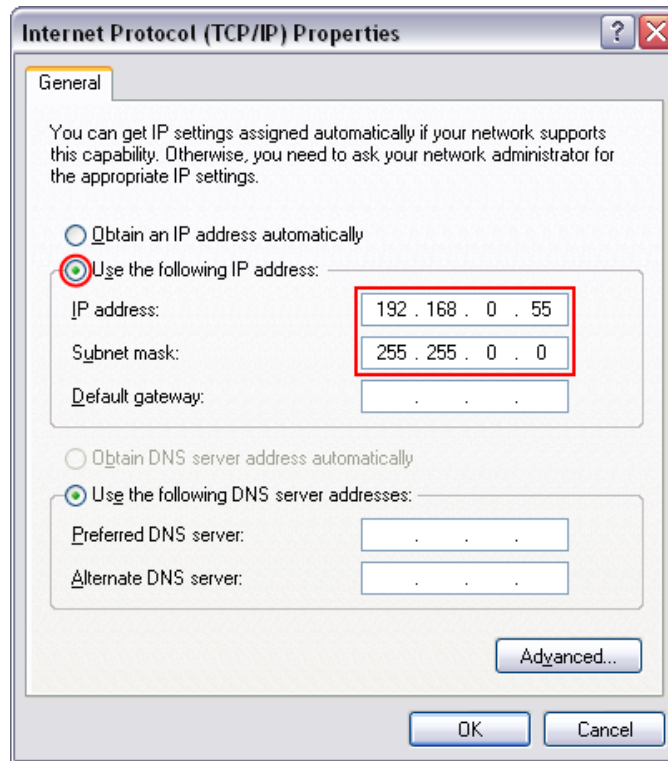 Internet Protocol (TCP/IP) Properties
General
You can get IP settings assigned automatically if your network supports
this capability. Otherwise, you need to ask your network administrator for
the appropriate IP settings.
Obtain an IP address automatically
Use the following IP address:
IP address: 192 . 168 . 0 . 55
Subnet mask: 255 . 255 . 0 . 0
Default gateway: . . .
Obtain DNS server address automatically
Use the following DNS server addresses:
Preferred DNS server: . . .
Alternate DNS server: . . .
Advanced...
OK Cancel